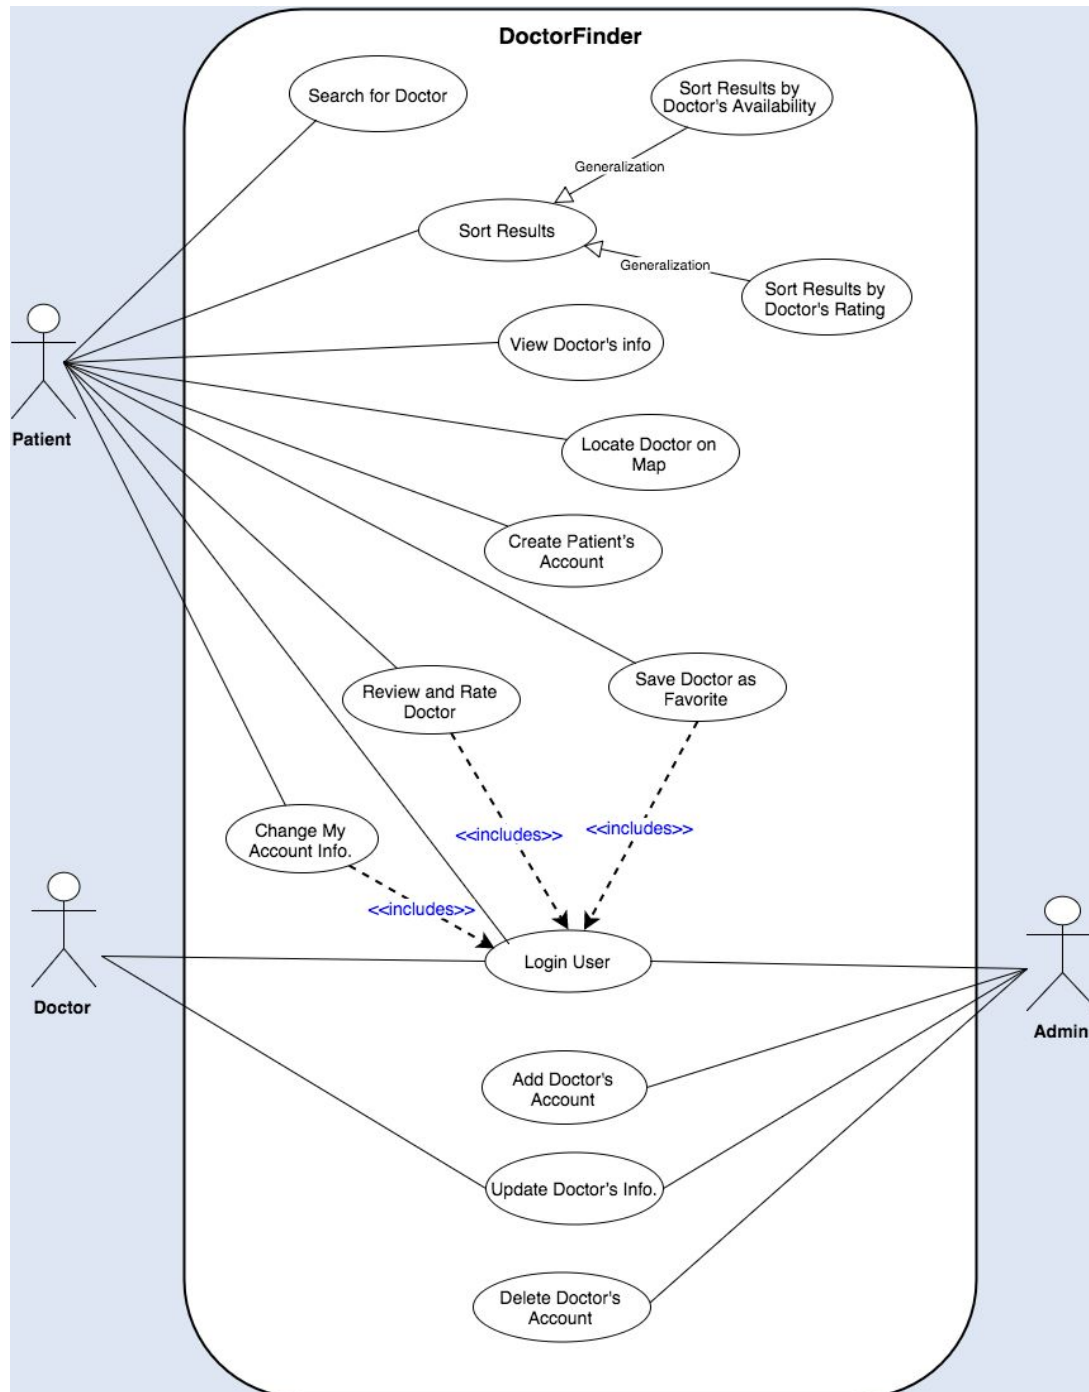 DoctorFinder
Search for Doctor
Sort Results by
Doctor's Availability
Generalization
Sort Results
Generalization
Sort Results by
Doctor's Rating
View Doctor's info
Patient
Locate Doctor on
Map
Create Patient's
Account
Review and Rate
Doctor
Save Doctor as
Favorite
Change My
Account Info.
<<includes>>
<<includes>>
<<includes>>
Login User
Doctor
Admin
Add Doctor's
Account
Update Doctor's Info.
Delete Doctor's
Account